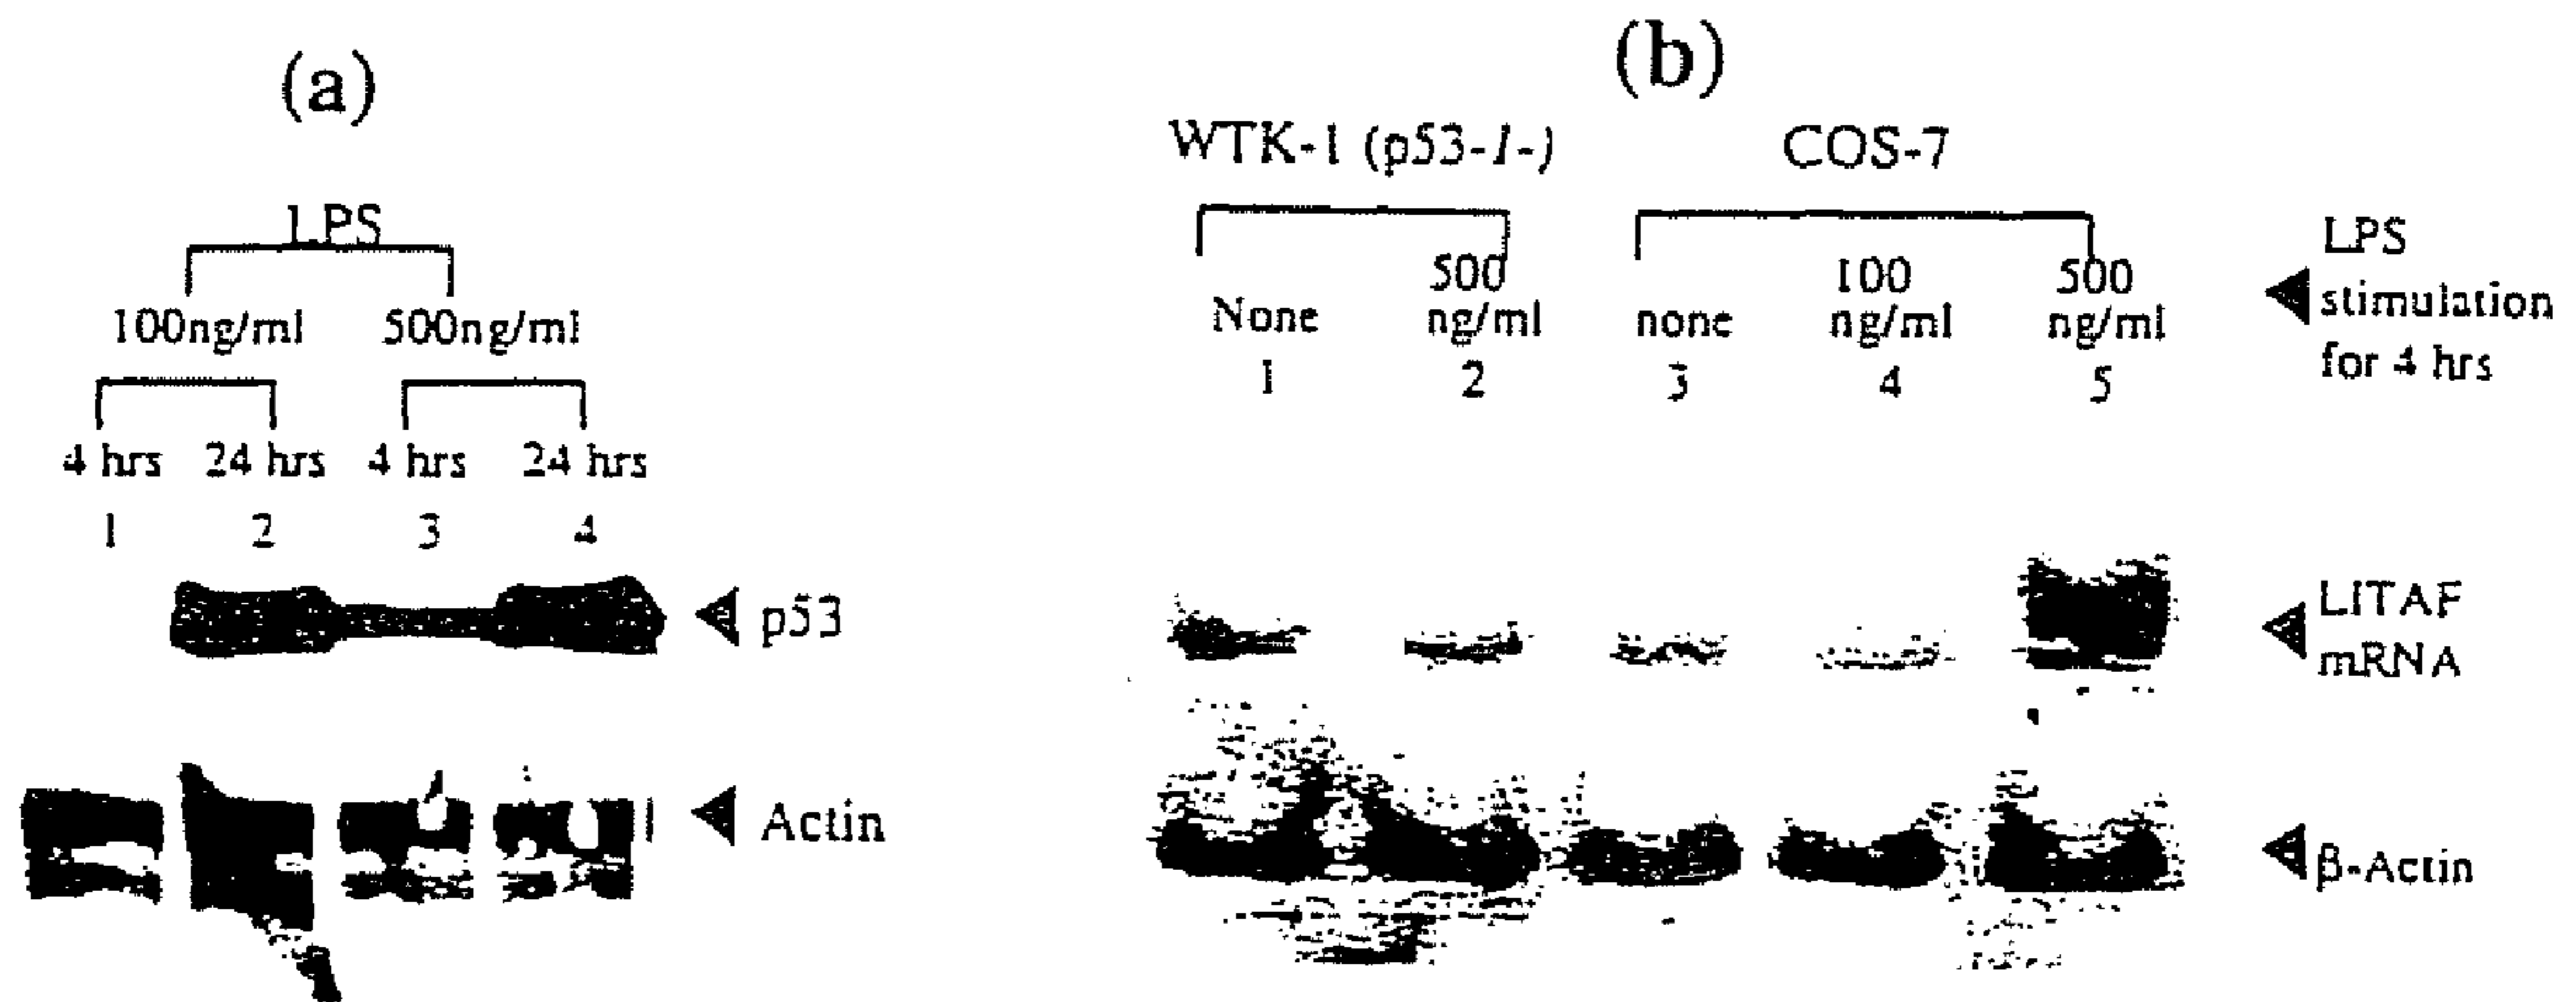 (a)
LPS
100ng/ml 500ng/ml
4 hrs 24 hrs 4 hrs 24 hrs
1 2 3 4
p53
Actin
(b)
WTK-1 (p53-/-) COS-7
None 500 ng/ml none 100 ng/ml 500 ng/ml
1 2 3 4 5
LPS
stimulation
for 4 hrs
LITAF
mRNA
β-Actin